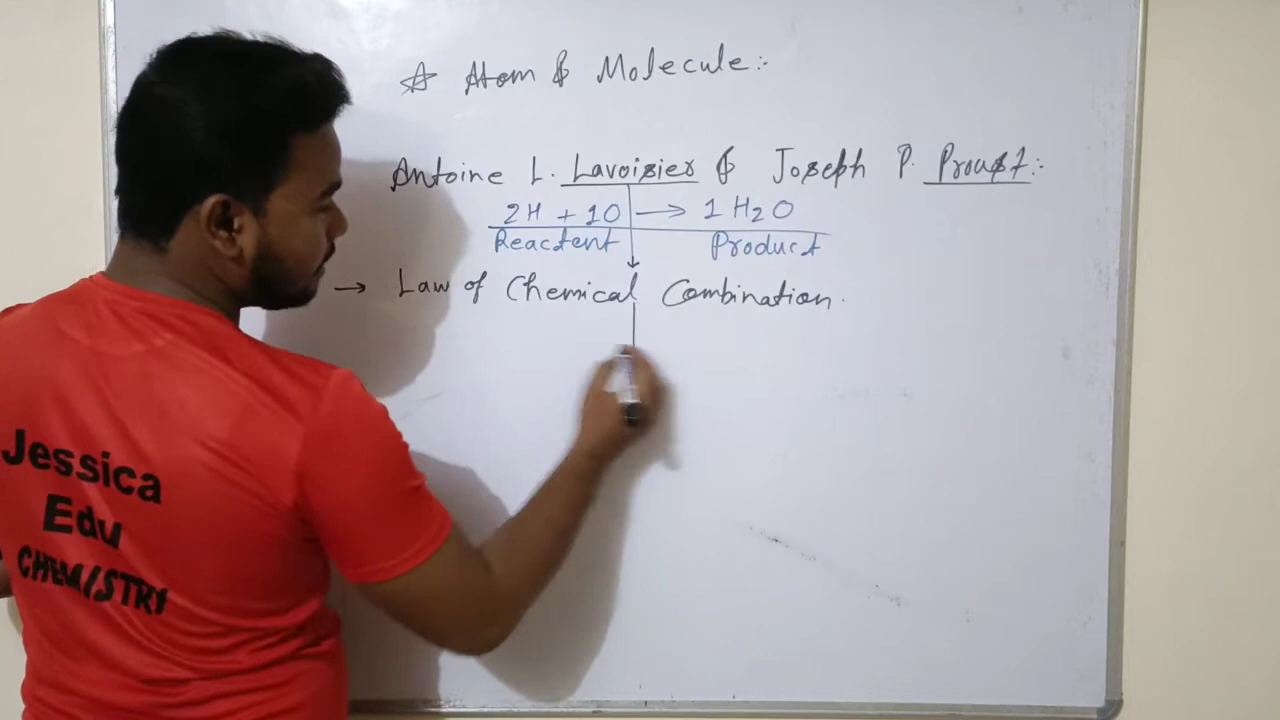 ☆ Atom & Molecule:-
Antoine L. Lavoisier & Joseph P. Proust:-
2H + 1O → 1 H₂O
Reactent Product
→ Law of Chemical Combination.
Jessica
Edu
CHEMISTRY